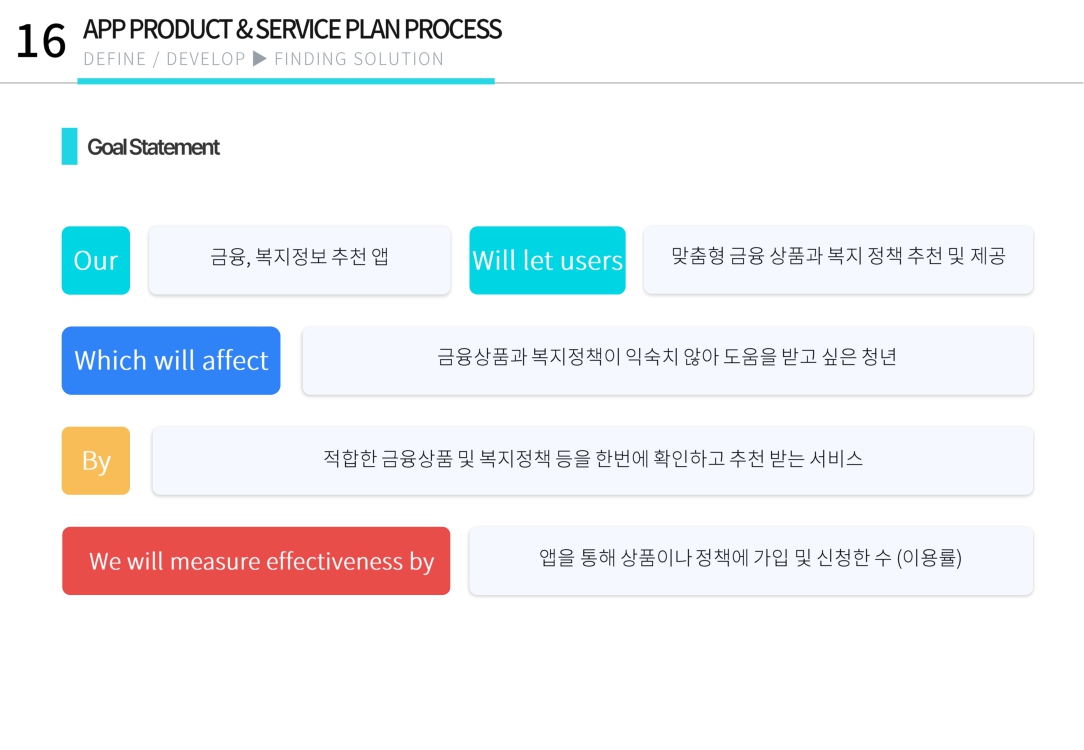 16
APP PRODUCT & SERVICE PLAN PROCESS
DEFINE / DEVELOP ▶ FINDING SOLUTION
Goal Statement
Our
금융, 복지정보 추천 앱
Will let users
맞춤형 금융 상품과 복지 정책 추천 및 제공
Which will affect
금융상품과 복지정책이 익숙치 않아 도움을 받고 싶은 청년
By
적합한 금융상품 및 복지정책 등을 한번에 확인하고 추천 받는 서비스
We will measure effectiveness by
앱을 통해 상품이나 정책에 가입 및 신청한 수 (이용률)